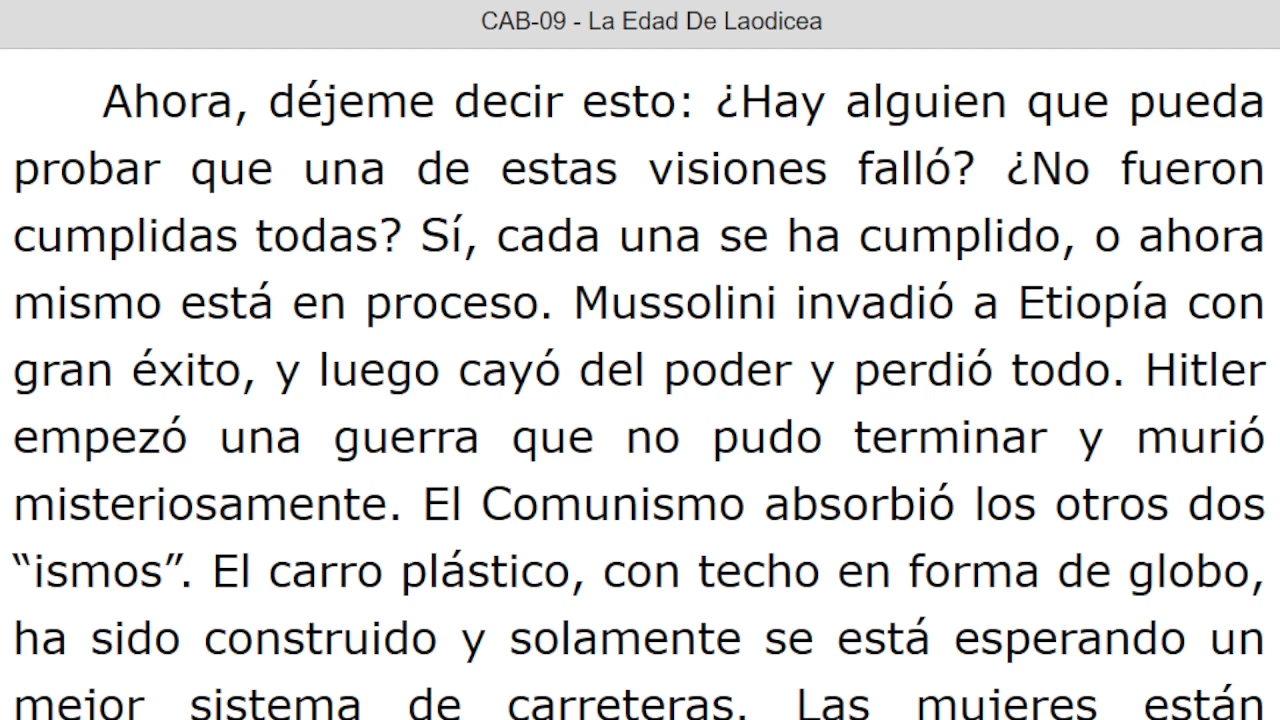 CAB-09 - La Edad De Laodicea
Ahora, déjeme decir esto: ¿Hay alguien que pueda
probar que una de estas visiones falló? ¿No fueron
cumplidas todas? Sí, cada una se ha cumplido, o ahora
mismo está en proceso. Mussolini invadió a Etiopía con
gran éxito, y luego cayó del poder y perdió todo. Hitler
empezó una guerra que no pudo terminar y murió
misteriosamente. El Comunismo absorbió los otros dos
“ismos”. El carro plástico, con techo en forma de globo,
ha sido construido y solamente se está esperando un
mejor sistema de carreteras. Las mujeres están